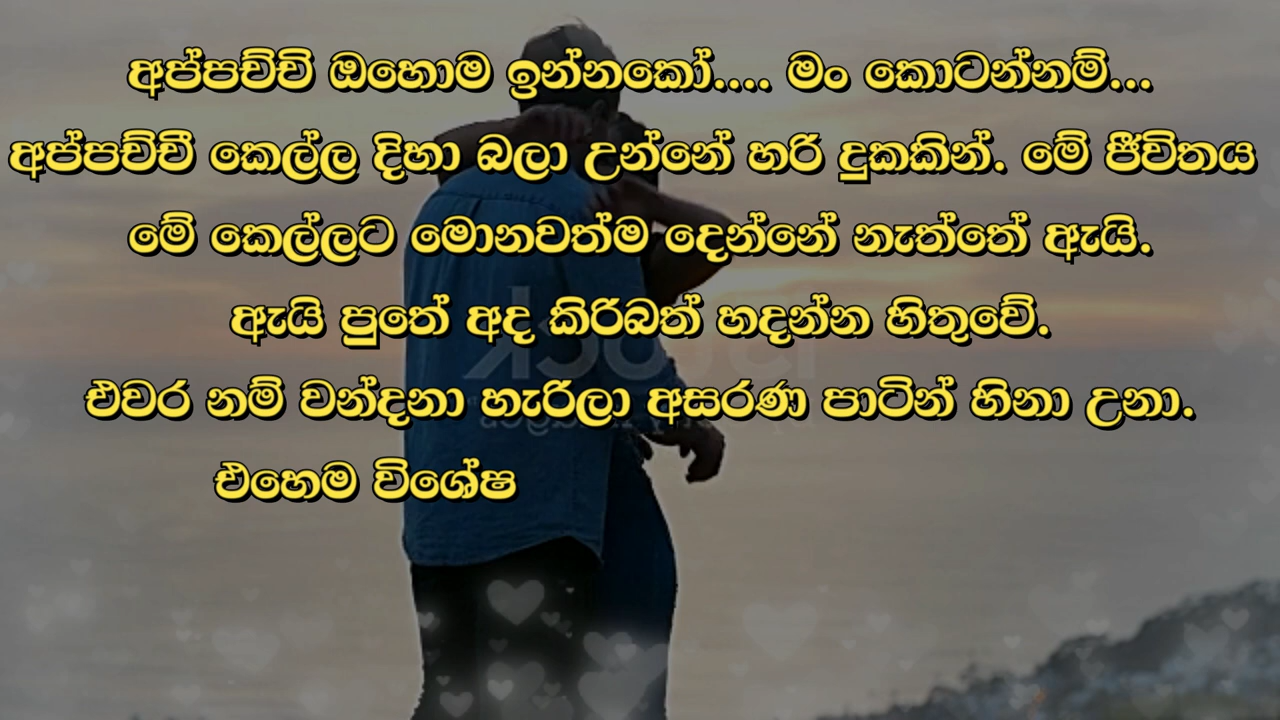 අප්පච්චි ඔහොම ඉන්නකෝ.... මං කොටන්නම්...
අප්පච්චී කෙල්ල දිහා බලා උන්නේ හරි දුකකින්. මේ ජීවිතය
මේ කෙල්ලට මොනවත්ම දෙන්නේ නැත්තේ ඇයි.
ඇයි පුතේ අද කිරිබත් හදන්න හිතුවේ.
එවර නම් වන්දනා හැරිලා අසරණ පාටින් හිනා උනා.
එහෙම විශේෂ